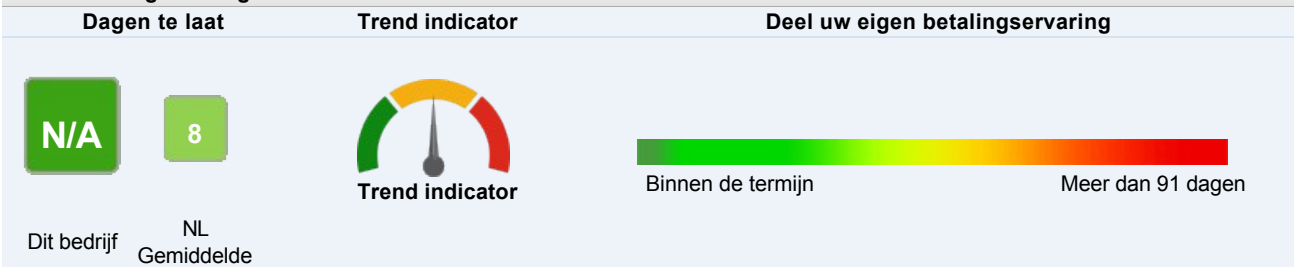 Dagen te laat
Trend indicator
Deel uw eigen betalingservaring
N/A
8
Trend indicator
Binnen de termijn
Meer dan 91 dagen
Dit bedrijf
NL
Gemiddelde